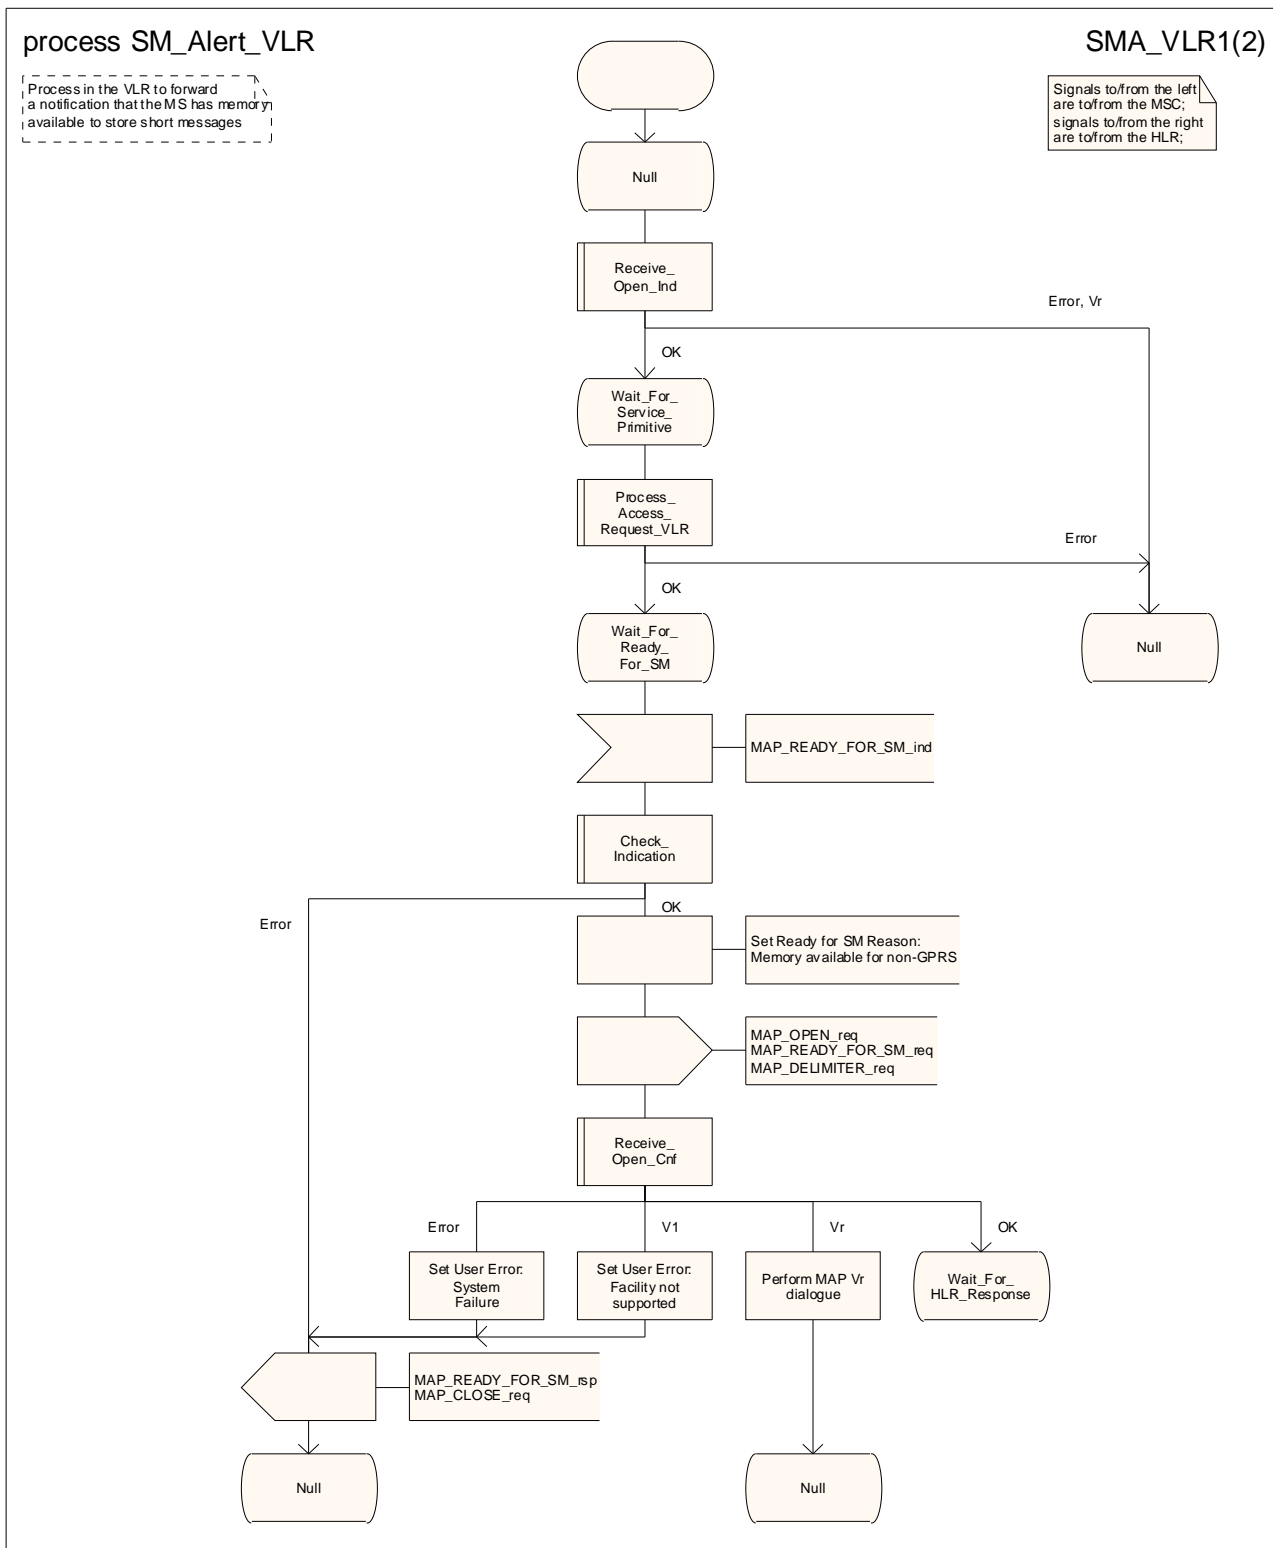 process SM_Alert_VLR
SMA_VLR1(2)
Process in the VLR to forward
a notification that the MS has memory
available to store short messages
Signals to/from the left
are to/from the MSC;
signals to/from the right
are to/from the HLR;
Null
Receive_
Open_Ind
Error, Vr
OK
Wait_For_
Service_
Primitive
Process_
Access_
Request_VLR
Error
OK
Wait_For_
Ready_
For_SM
Null
MAP_READY_FOR_SM_ind
Check_
Indication
Error
OK
Set Ready for SM Reason:
Memory available for non-GPRS
MAP_OPEN_req
MAP_READY_FOR_SM_req
MAP_DELIMITER_req
Receive_
Open_Cnf
Error
V1
Vr
OK
Set User Error:
System
Failure
Set User Error:
Facility not
supported
Perform MAP Vr
dialogue
Wait_For_
HLR_Response
MAP_READY_FOR_SM_rsp
MAP_CLOSE_req
Null
Null